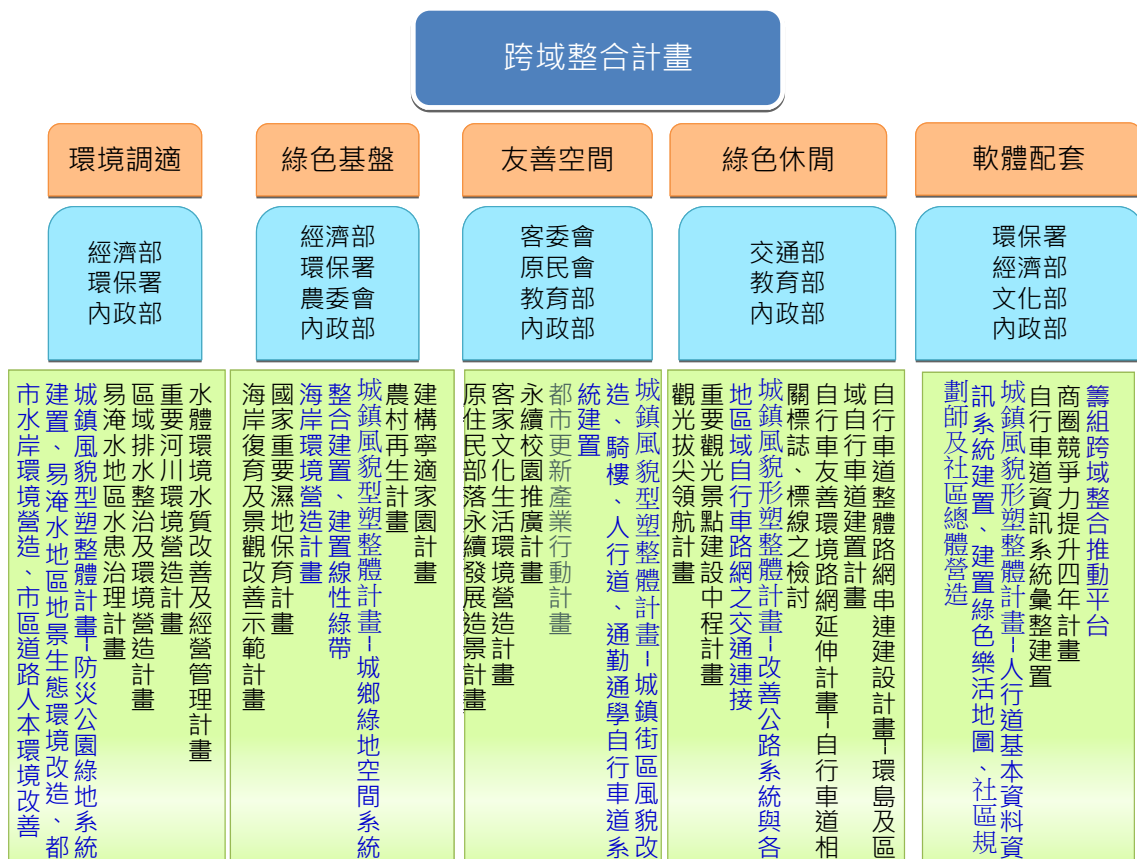 跨域整合計畫
環境調適
綠色基盤
友善空間
綠色休閒
軟體配套
經濟部
環保署
內政部
經濟部
環保署
農委會
內政部
客委會
原民會
教育部
內政部
交通部
教育部
內政部
環保署
經濟部
文化部
內政部
水體環境水質改善及經營管理計畫
重要河川環境營造計畫
區域排水整治及環境營造計畫
易淹水地區水患治理計畫
城鎮風貌型塑整體計畫-防災公園綠地系統
建置、易淹水地區地景生態環境改造、都
市水岸環境營造、市區道路人本環境改善
建構寧適家園計畫
農村再生計畫
城鎮風貌型塑整體計畫-城鄉綠地空間系統
整合建置、建置線性綠帶
海岸環境營造計畫
國家重要濕地保育計畫
海岸復育及景觀改善示範計畫
城鎮風貌型塑整體計畫-城鎮街區風貌改
造、騎樓、人行道、通勤通學自行車道系
統建置
都市更新產業行動計畫
永續校園推廣計畫
客家文化生活環境營造計畫
原住民部落永續發展造景計畫
自行車道整體路網串連建設計畫-環島及區
域自行車道建置計畫
自行車友善環境路網延伸計畫-自行車道相
關標誌、標線之檢討
城鎮風貌形塑整體計畫-改善公路系統與各
地區域自行車路網之交通連接
重要觀光景點建設中程計畫
觀光拔尖領航計畫
籌組跨域整合推動平台
商圈競爭力提升四年計畫
自行車道資訊系統彙整建置
城鎮風貌形塑整體計畫-人行道基本資料資
訊系統建置、建置綠色樂活地圖、社區規
劃師及社區總體營造